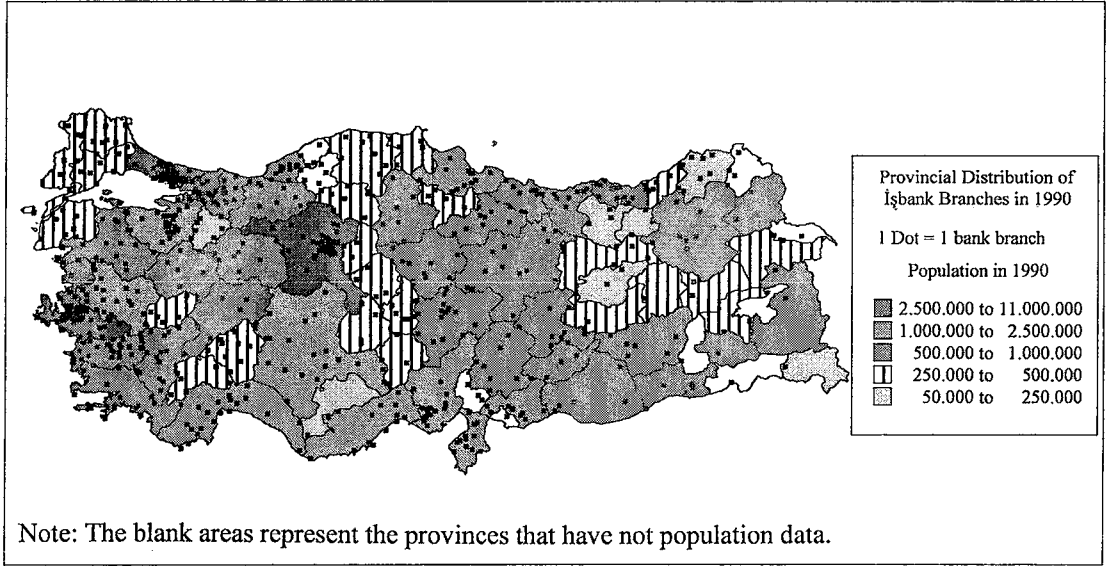 Provincial Distribution of
İşbank Branches in 1990
1 Dot = 1 bank branch
Population in 1990
2.500.000 to 11.000.000
1.000.000 to 2.500.000
500.000 to 1.000.000
250.000 to 500.000
50.000 to 250.000
Note: The blank areas represent the provinces that have not population data.